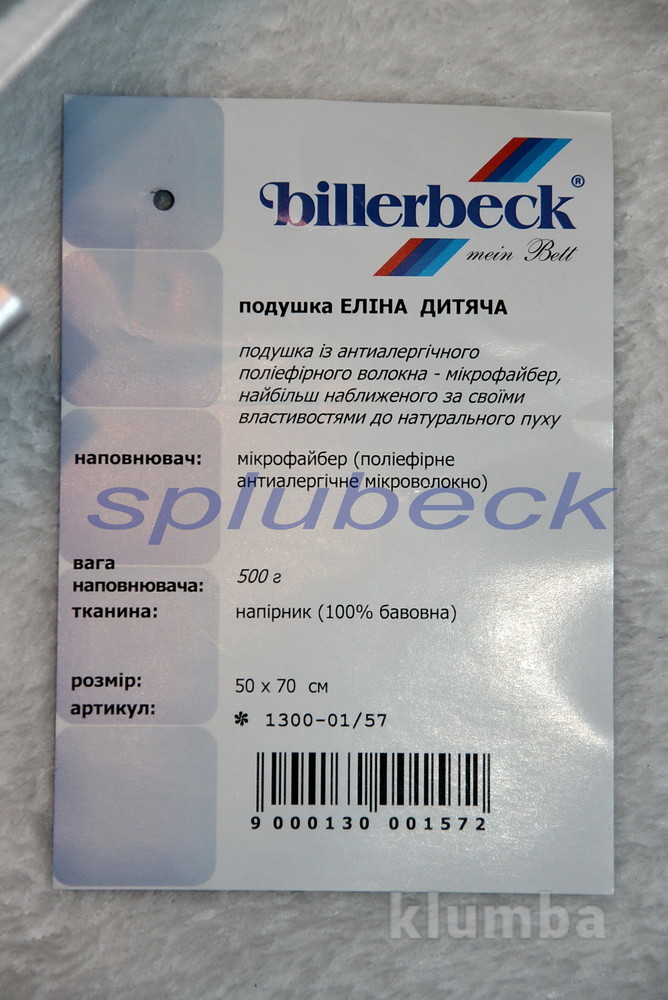 billerbeck®
mein Bett
подушка ЕЛІНА ДИТЯЧА
подушка із антиалергічного
поліефірного волокна - мікрофайбер,
найбільш наближеного за своїми
властивостями до натурального пуху
наповнювач: мікрофайбер (поліефірне
антиалергічне мікроволокно)
splubeck
вага
наповнювача: 500 г
тканина: напірник (100% бавовна)
розмір: 50 x 70 см
артикул: * 1300-01/57
9 000130 001572
klumba